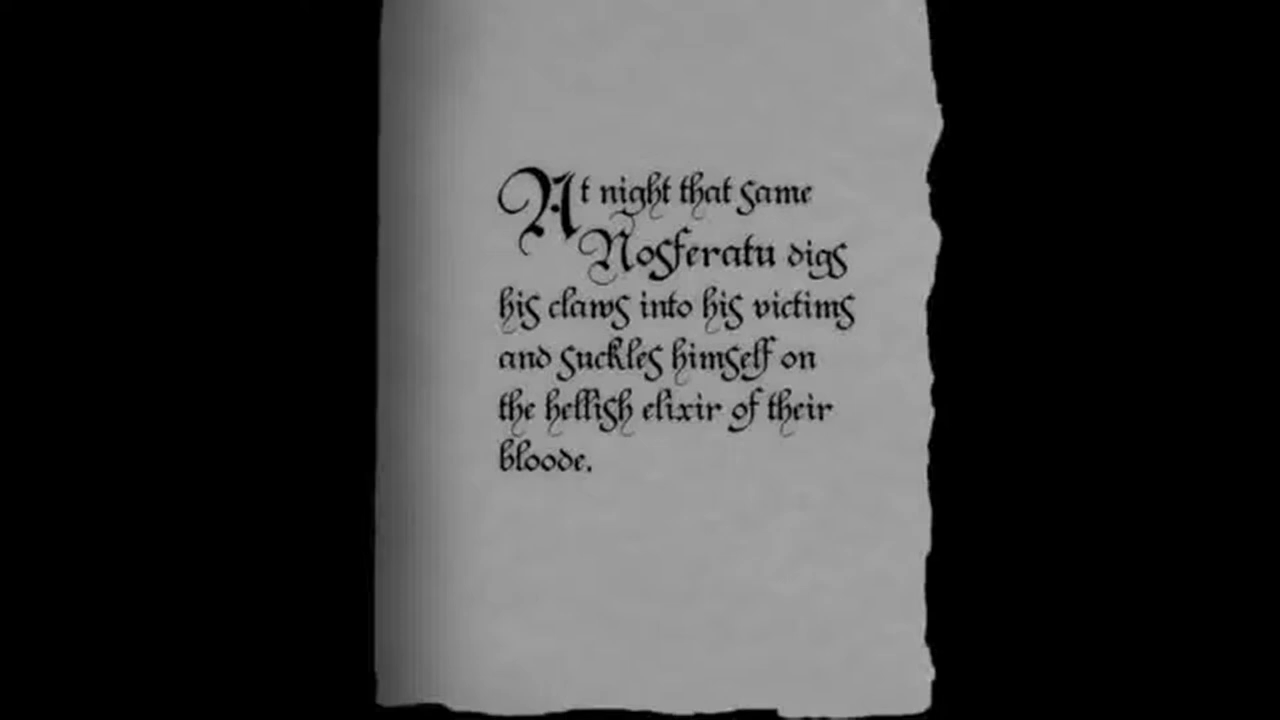 At night that same
Nosferatu digs
his claws into his victims
and suckles himself on
the hellish elixir of their
bloode.